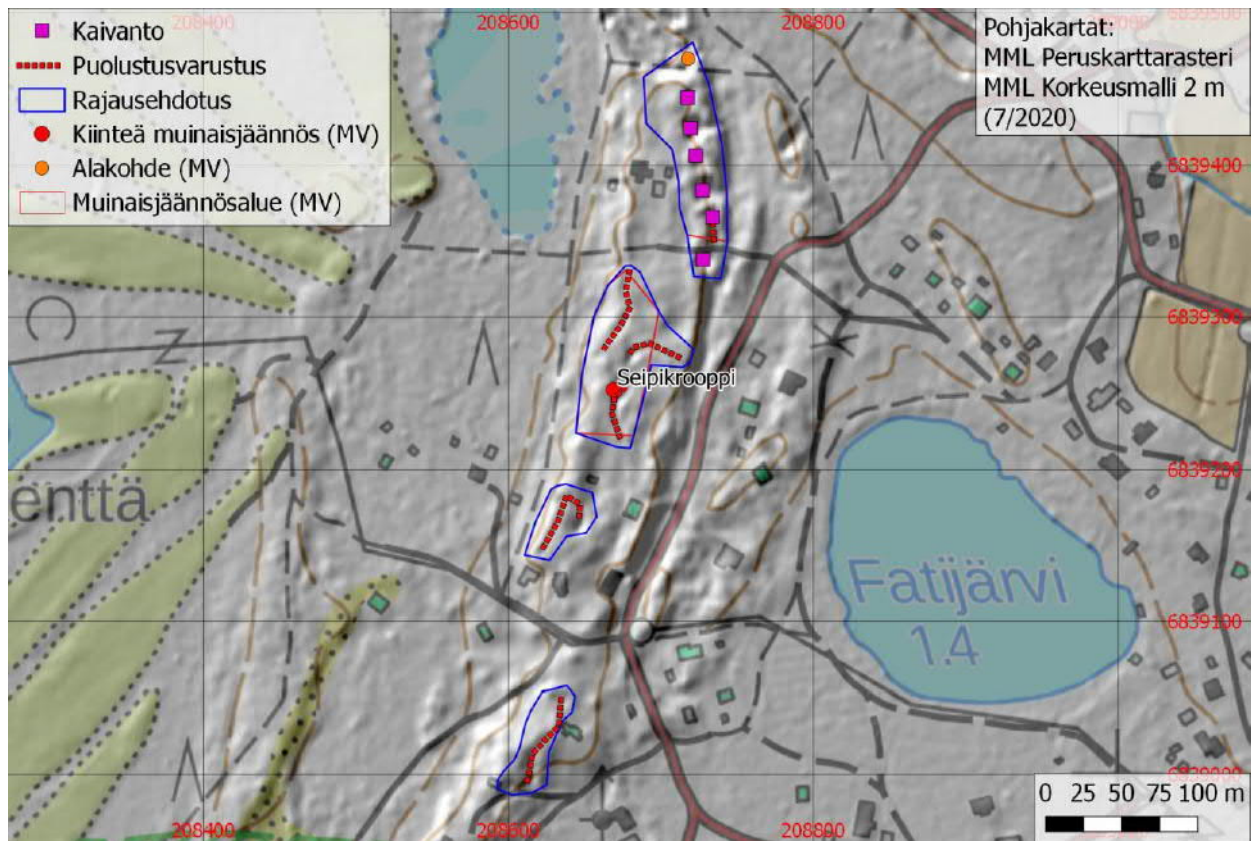 Kaivanto
Puolustusvarustus
Rajausehdotus
Kiinteä muinaisjäännös (MV)
Alakohde (MV)
Muinaisjäännösalue (MV)
208400
208600
208800
Pohjakartat:
MML Peruskarttarasteri
MML Korkeusmalli 2 m
(7/2020)
6839400
6839300
Seipikrooppi
6839200
enttä
Fatijärvi
1.4
6839100
0 25 50 75 100 m
208400
208600
208800